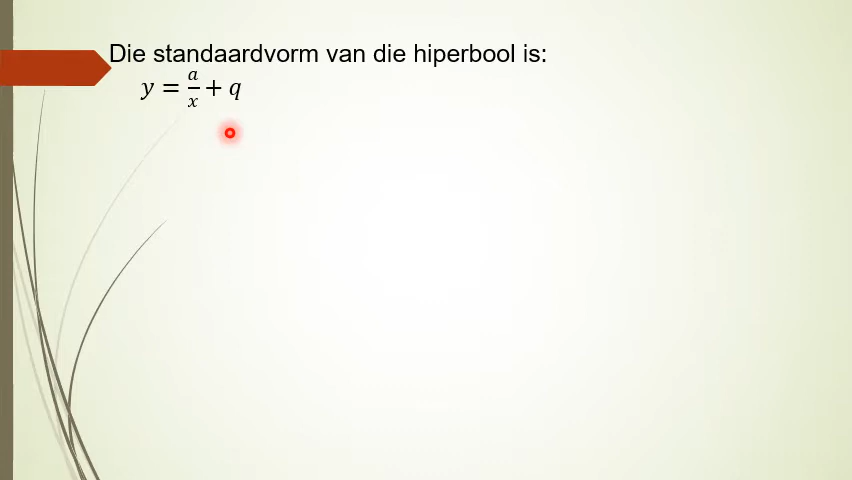 Die standaardvorm van die hiperbool is:
y = a/x + q